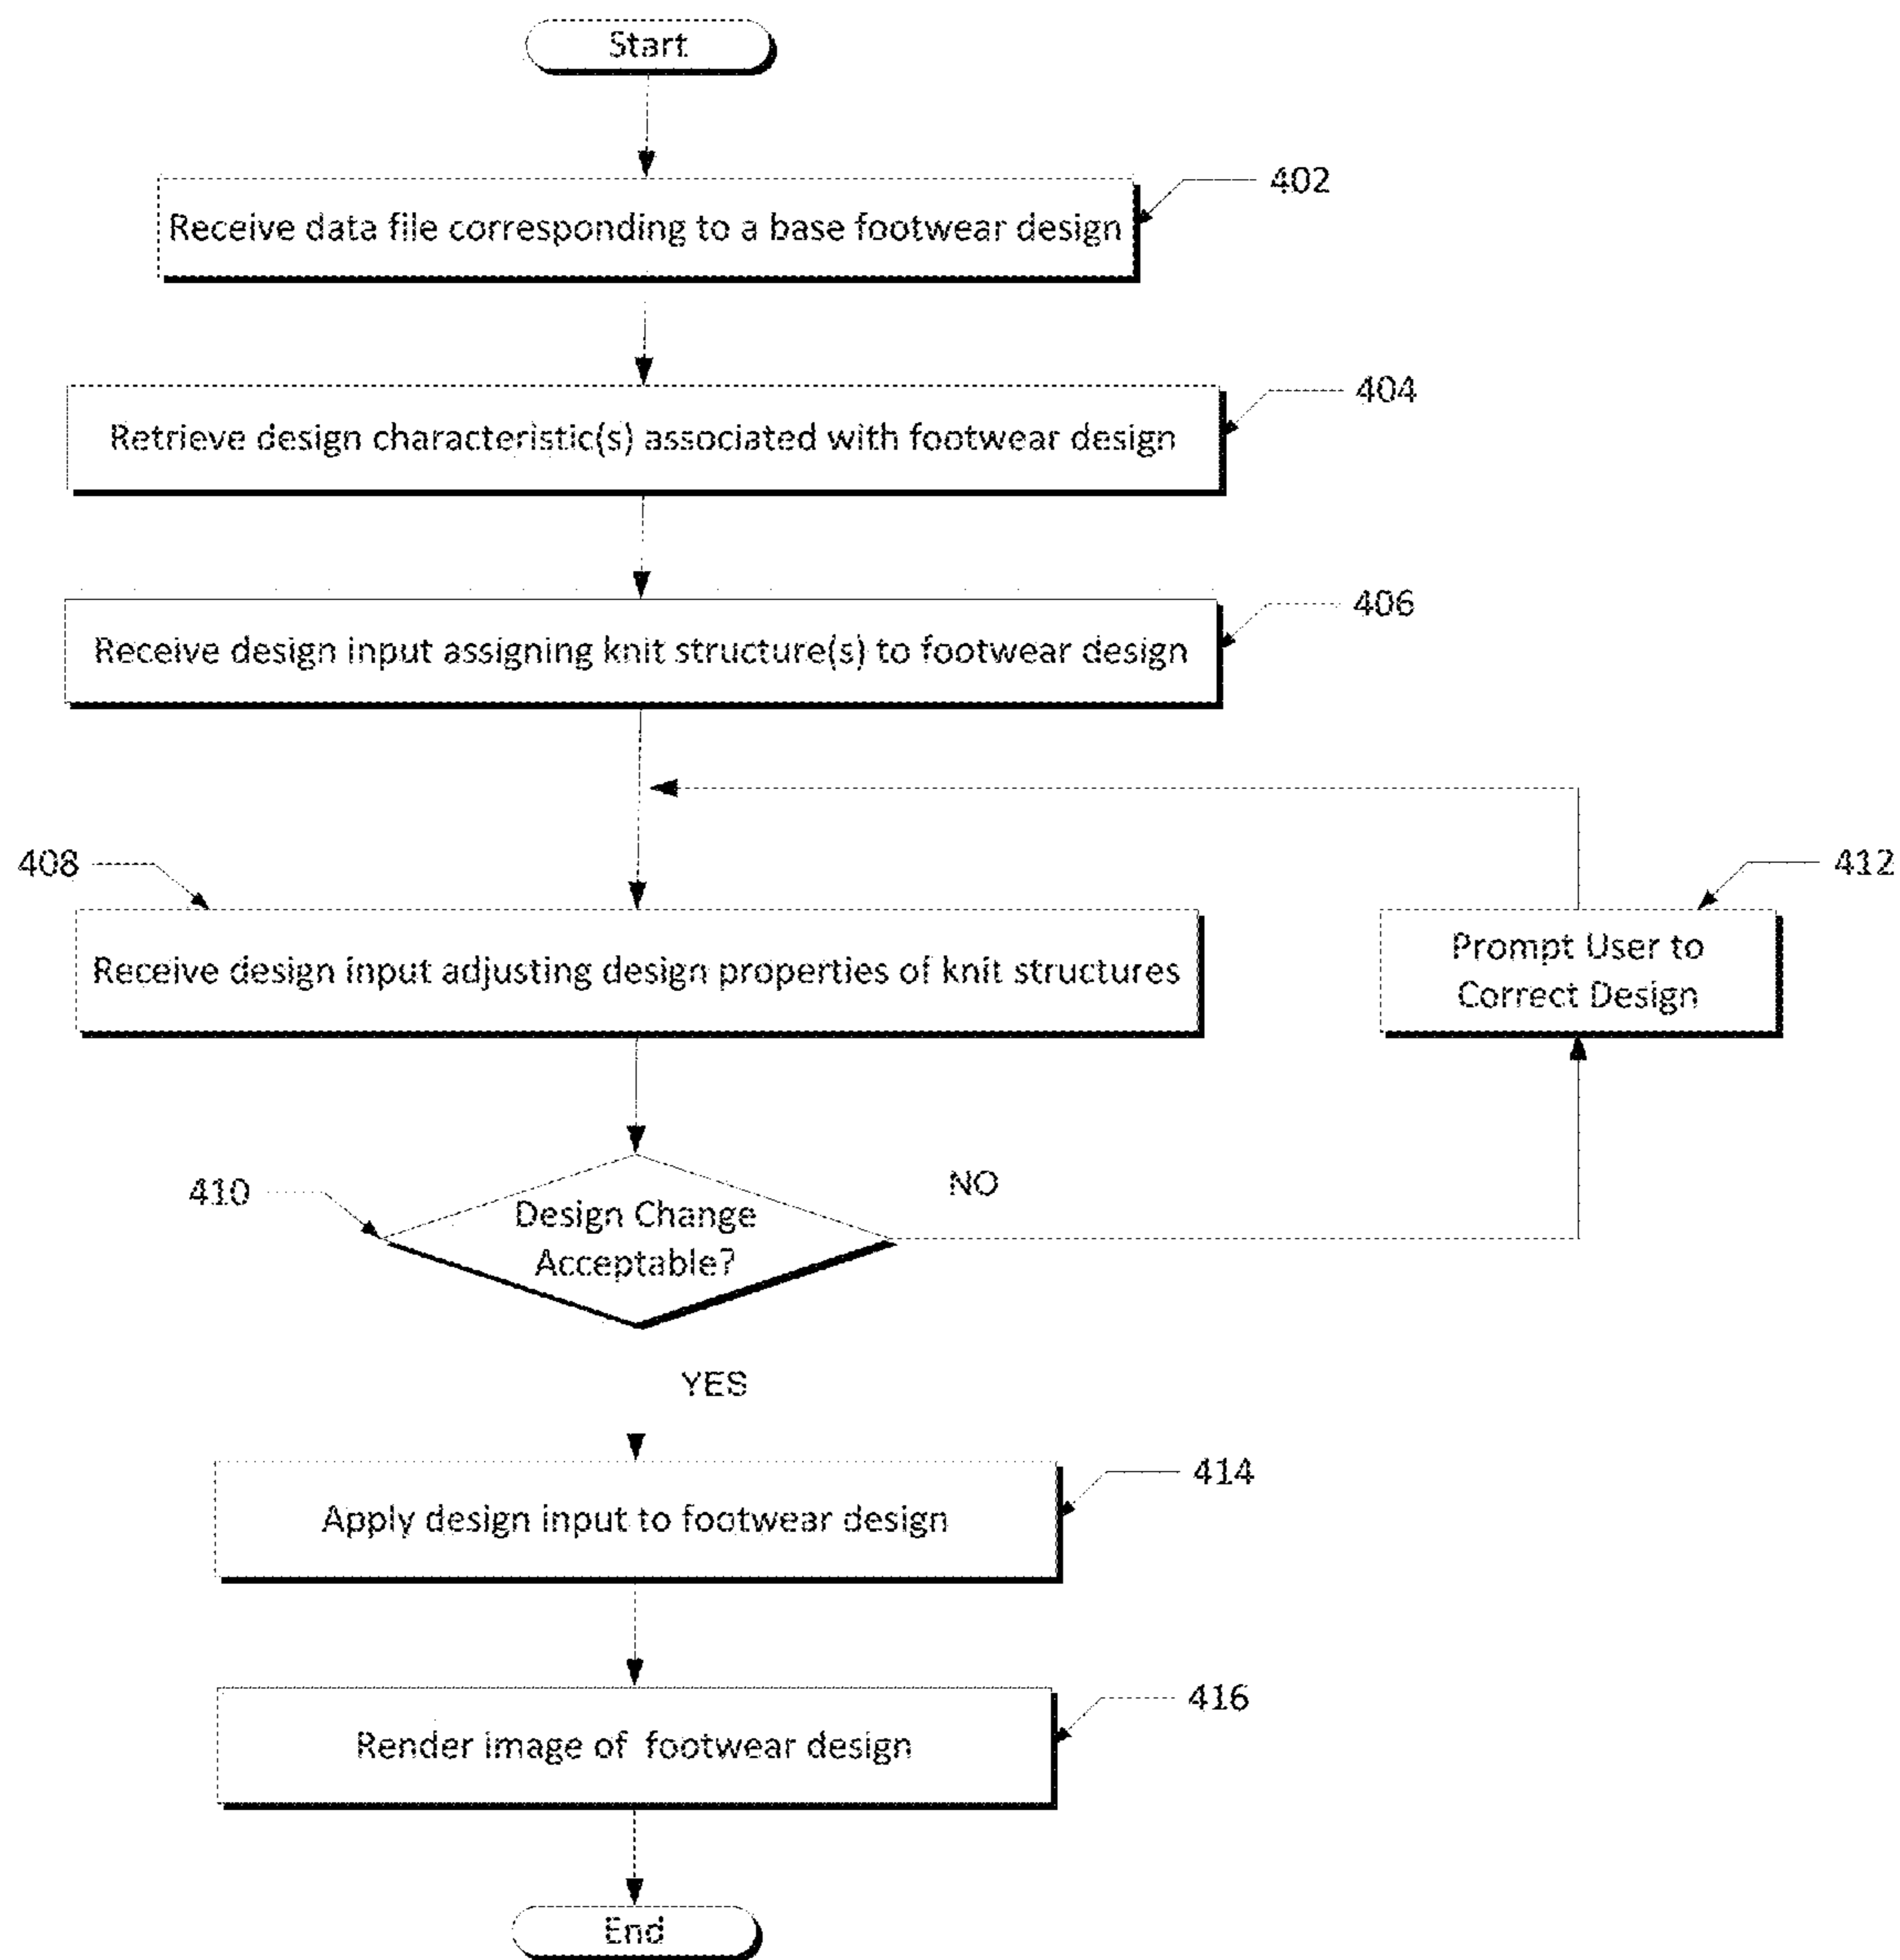 Start
Receive data file corresponding to a base footwear design
402
Retrieve design characteristic(s) associated with footwear design
404
Receive design input assigning knit structure(s) to footwear design
406
408
Receive design input adjusting design properties of knit structures
412
Prompt User to
Correct Design
410
Design Change
Acceptable?
NO
YES
Apply design input to footwear design
414
Render image of footwear design
416
End